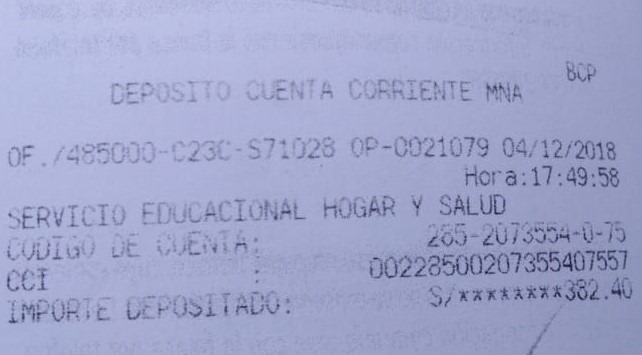 BCP
DEPOSITO CUENTA CORRIENTE MNA
OF./485000-C23C-S71028 OP-0021079 04/12/2018
Hora:17:49:58
SERVICIO EDUCACIONAL HOGAR Y SALUD
CODIGO DE CUENTA: 285-2073554-0-75
CCI : 00228500207355407557
IMPORTE DEPOSITADO: S/********382.40